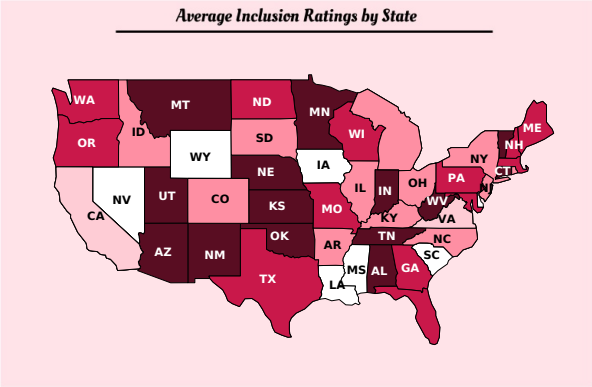 Average Inclusion Ratings by State
WA
MT
ND
MN
ME
OR
ID
SD
WI
NH
WY
NY
IA
CT
NE
PA
NV
UT
CO
IL
IN
OH
NJ
CA
KS
MO
WV
VA
KY
AZ
NM
OK
TN
NC
AR
SC
TX
LA
MS
AL
GA